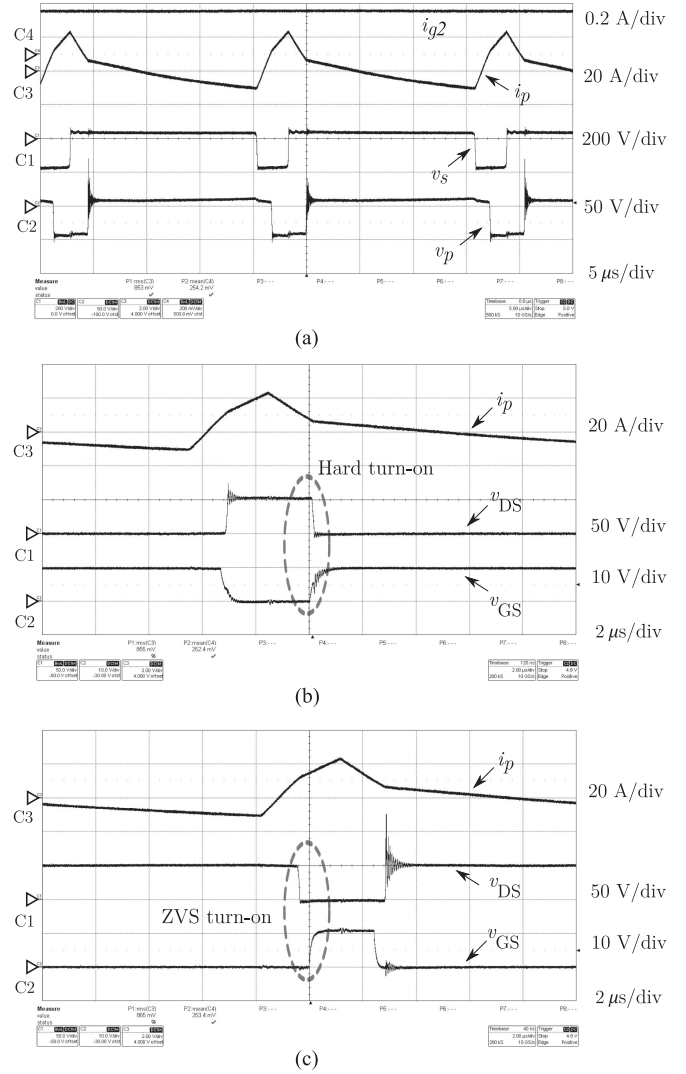 C4
i_g2
0.2 A/div
C3
i_p
20 A/div
C1
v_s
200 V/div
C2
v_p
50 V/div
5 µs/div
Measure P1:rms(C3) P2:mean(C4) P3:--- P4:--- P5:--- P6:--- P7:--- P8:---
value 853 mV 254.2 mV
status
(a)
i_p
20 A/div
C3
Hard turn-on
v_DS
50 V/div
C1
10 V/div
v_GS
C2
2 µs/div
Measure P1:rms(C3) P2:mean(C4) P3:--- P4:--- P5:--- P6:--- P7:--- P8:---
value 855 mV 252.4 mV
status
(b)
i_p
20 A/div
C3
v_DS
50 V/div
C1
ZVS turn-on
v_GS
10 V/div
C2
2 µs/div
Measure P1:rms(C3) P2:mean(C4) P3:--- P4:--- P5:--- P6:--- P7:--- P8:---
value 865 mV 253.4 mV
status
(c)